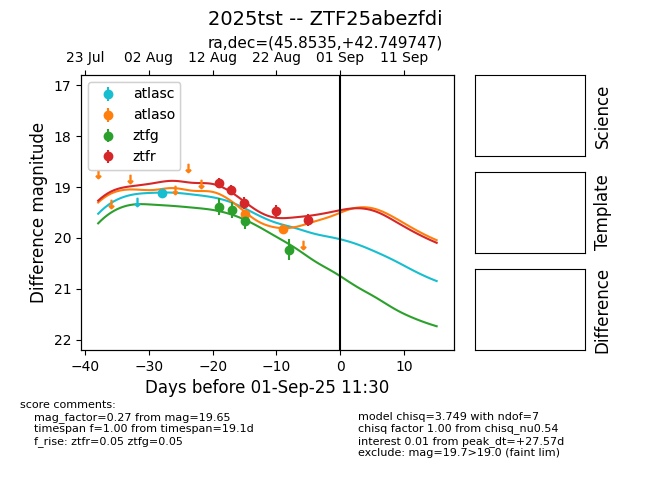 2025tst -- ZTF25abezfdi
ra,dec=(45.8535,+42.749747)
23 Jul 02 Aug 12 Aug 22 Aug 01 Sep 11 Sep
17
18
19
20
21
22
Difference magnitude
atlasc
atlaso
ztfg
ztfr
−40 −30 −20 −10 0 10
Days before 01-Sep-25 11:30
Science
Template
Difference
score comments:
mag_factor=0.27 from mag=19.65
timespan f=1.00 from timespan=19.1d
f_rise: ztfr=0.05 ztfg=0.05
model chisq=3.749 with ndof=7
chisq factor 1.00 from chisq_nu0.54
interest 0.01 from peak_dt=+27.57d
exclude: mag=19.7>19.0 (faint lim)